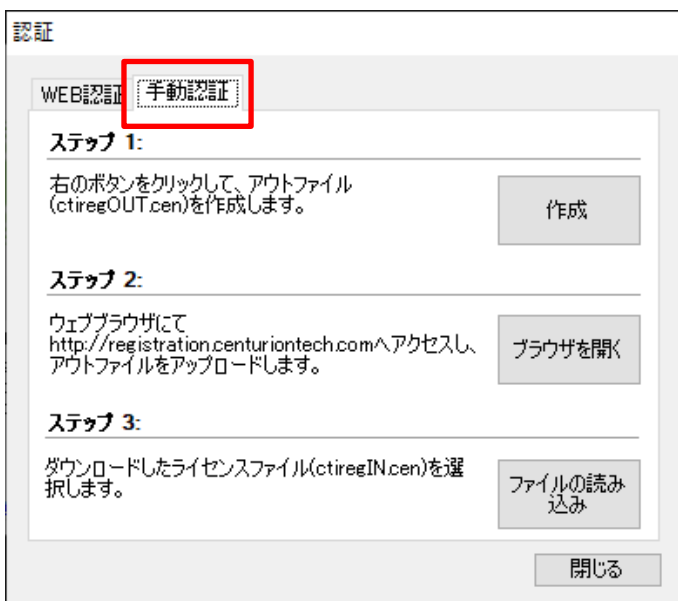 認証
WEB認証 手動認証
ステップ 1:
右のボタンをクリックして、アウトファイル
(ctiregOUT.cen)を作成します。
作成
ステップ 2:
ウェブブラウザにて
http://registration.centuriontech.comへアクセスし、
アウトファイルをアップロードします。
ブラウザを開く
ステップ 3:
ダウンロードしたライセンスファイル(ctiregIN.cen)を選
択します。
ファイルの読み
込み
閉じる